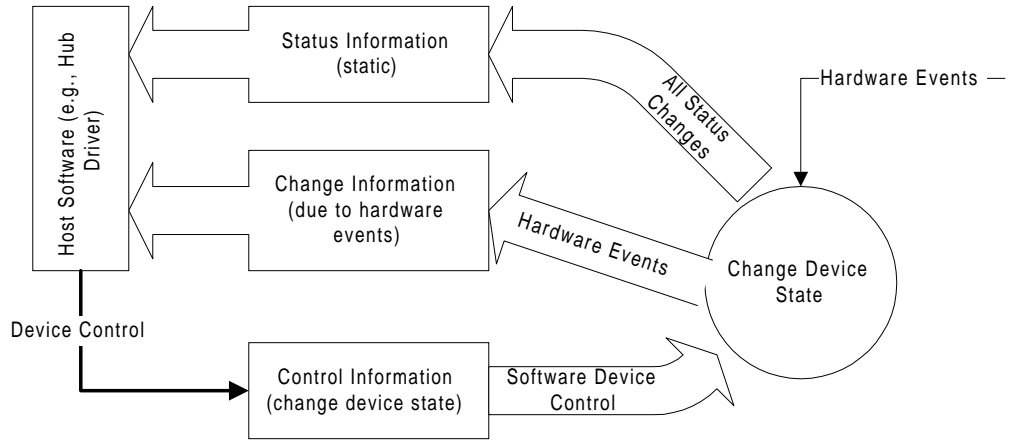 Host Software (e.g., Hub
Driver)
Status Information
(static)
All Status
Changes
Hardware Events
Change Information
(due to hardware
events)
Hardware Events
Change Device
State
Device Control
Control Information
(change device state)
Software Device
Control